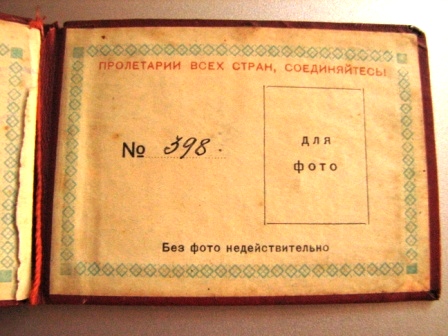 ПРОЛЕТАРИИ ВСЕХ СТРАН, СОЕДИНЯЙТЕСЬ!
№ 398.
для
фото
Без фото недействительно